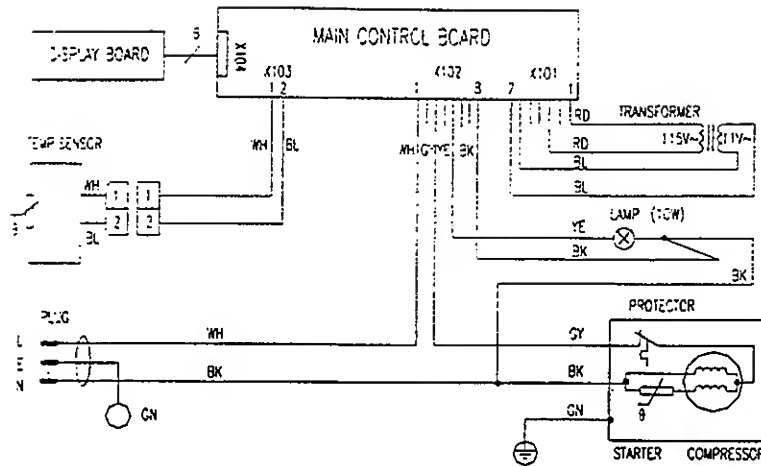 MAIN CONTROL BOARD
DISPLAY BOARD
6
X104
X103
X102
X101
1 2
1
8
7
1
TRANSFORMER
RD
115V~
11V~
RD
BL
BL
TEMP SENSOR
WH
BL
WH
GY
YE
BK
WH
1
1
2
2
BL
LAMP (10W)
YE
BK
BK
PLUG
PROTECTOR
L
WH
GY
E
N
BK
BK
GN
GN
θ
STARTER
COMPRESSOR